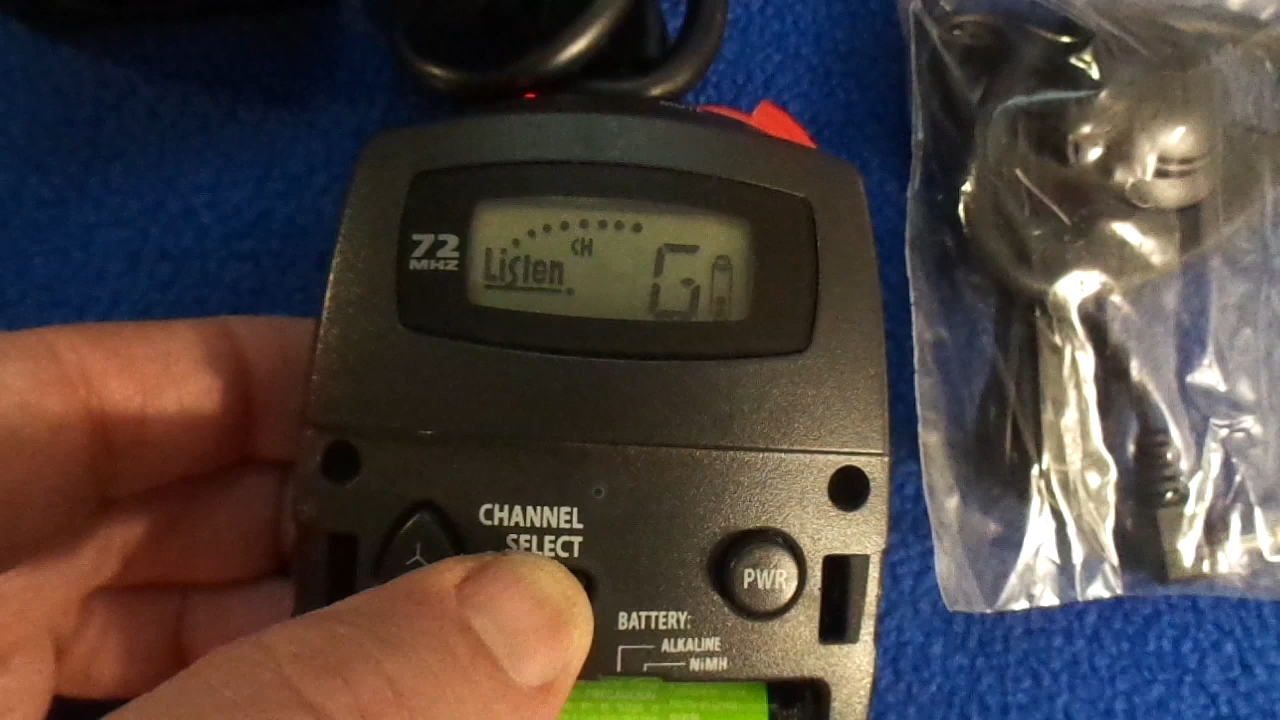 72
MHZ
Listen
CH
G
CHANNEL
SELECT
PWR
BATTERY:
ALKALINE
NiMH